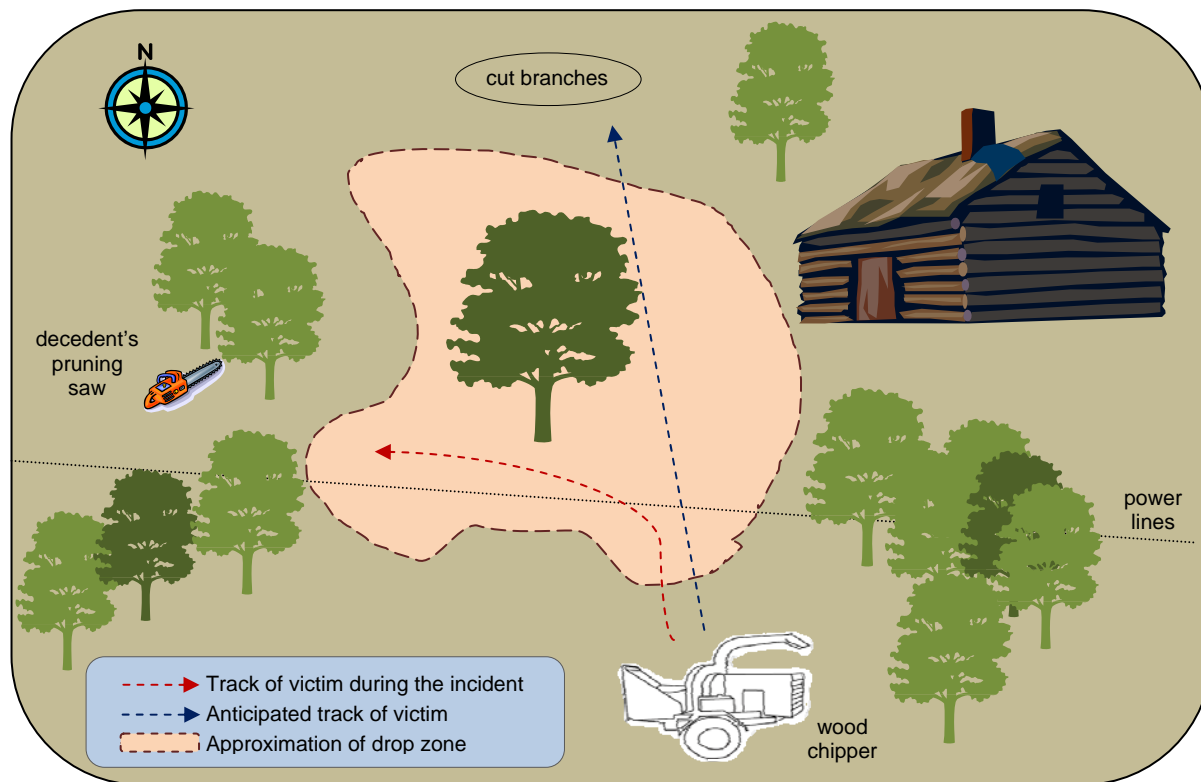 N
cut branches
decedent's
pruning
saw
power
lines
Track of victim during the incident
Anticipated track of victim
Approximation of drop zone
wood
chipper